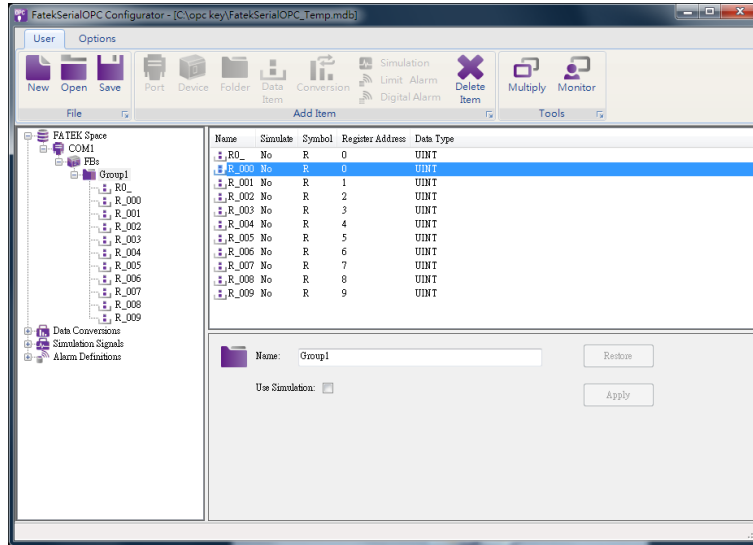 OPC FatekSerialOPC Configurator - [C:\opc key\FatekSerialOPC_Temp.mdb]
User Options
New Open Save Port Device Folder Data Item Conversion Simulation Limit Alarm Digital Alarm Delete Item Multiply Monitor
File Add Item Tools
FATEK Space
COM1
FBs
Group1
R0_
R_000
R_001
R_002
R_003
R_004
R_005
R_006
R_007
R_008
R_009
Data Conversions
Simulation Signals
Alarm Definitions
Name Simulate Symbol Register Address Data Type
R0_ No R 0 UINT
R_000 No R 0 UINT
R_001 No R 1 UINT
R_002 No R 2 UINT
R_003 No R 3 UINT
R_004 No R 4 UINT
R_005 No R 5 UINT
R_006 No R 6 UINT
R_007 No R 7 UINT
R_008 No R 8 UINT
R_009 No R 9 UINT
Name: Group1 Restore
Use Simulation: Apply